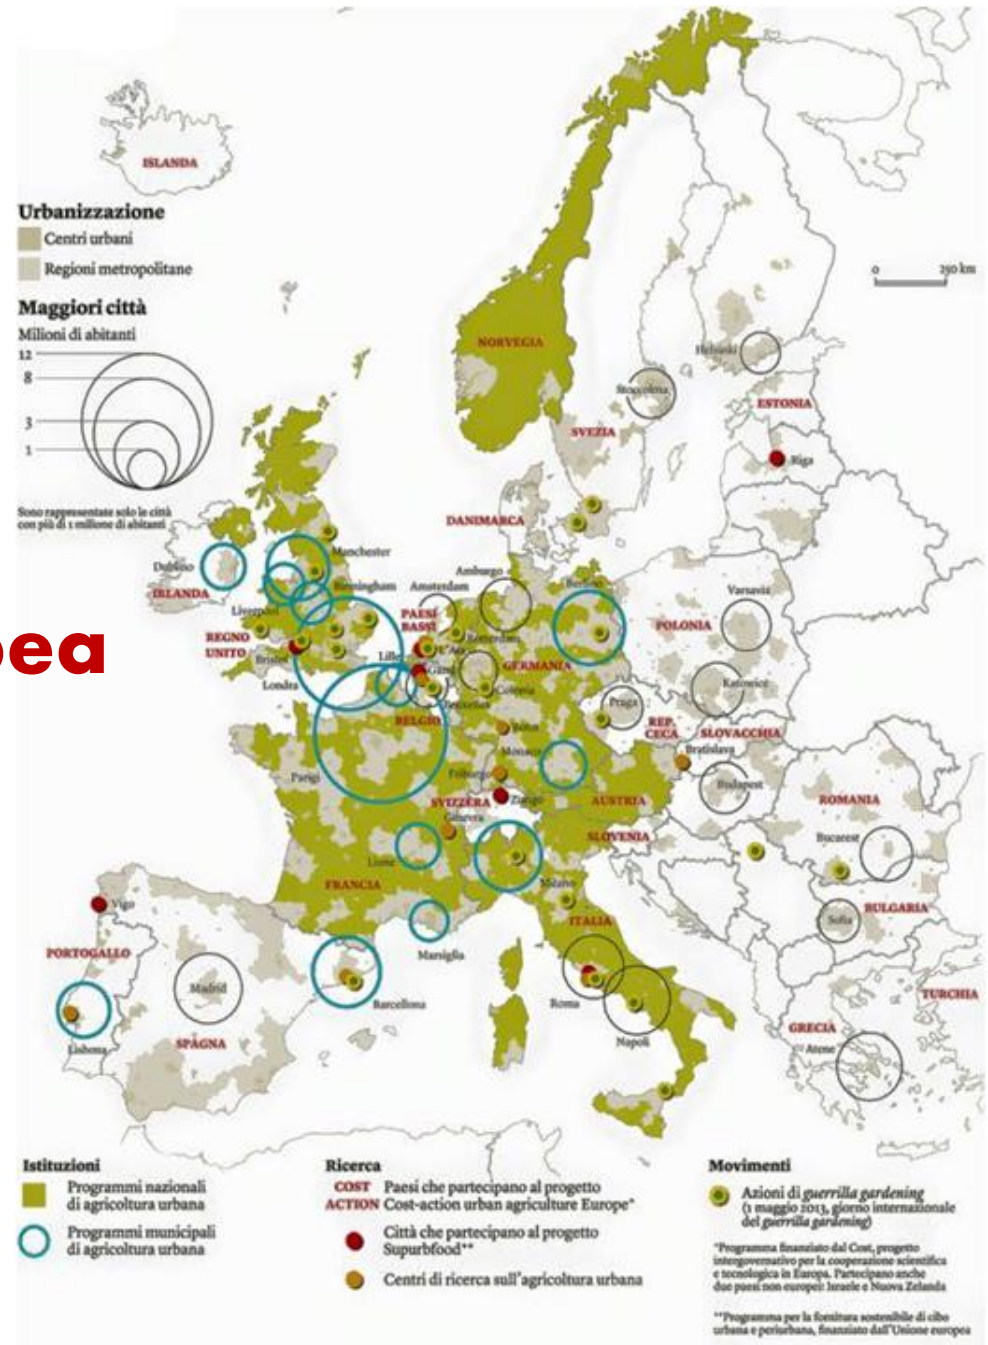 ISLANDA
Urbanizzazione
Centri urbani
Regioni metropolitane
Maggiori città
Milioni di abitanti
12
8
3
1
Sono rappresentate solo le città
con più di 1 milione di abitanti
0 250 km
NORVEGIA
Helsinki
Stoccolma
ESTONIA
SVEZIA
Riga
DANIMARCA
Manchester
Dublino
Birmingham
Amburgo
Amsterdam
Berlino
Varsavia
IRLANDA
Liverpool
PAESI
BASSI
POLONIA
REGNO
UNITO
pea
Rotterdam
L'Aia
Bristol
Lille
Gand
GERMANIA
Londra
Colonia
Katowice
Bruxelles
Praga
BELGIO
REP.
CECA
SLOVACCHIA
Bonn
Monaco
Bratislava
Parigi
Friburgo
Budapest
SVIZZERA
Zurigo
AUSTRIA
ROMANIA
Ginevra
SLOVENIA
Bucarest
Lione
Milano
FRANCIA
Vigo
ITALIA
BULGARIA
Sofia
PORTOGALLO
Marsiglia
Madrid
Barcellona
Roma
TURCHIA
GRECIA
Lisbona
SPAGNA
Napoli
Atene
Istituzioni
Programmi nazionali
di agricoltura urbana
Programmi municipali
di agricoltura urbana
Ricerca
COST Paesi che partecipano al progetto
ACTION Cost-action urban agriculture Europe*
Città che partecipano al progetto
Supurbfood**
Centri di ricerca sull'agricoltura urbana
Movimenti
Azioni di guerrilla gardening
(1 maggio 2013, giorno internazionale
del guerrilla gardening)
*Programma finanziato dal Cost, progetto
intergovernativo per la cooperazione scientifica
e tecnologica in Europa. Partecipano anche
due paesi non europei: Israele e Nuova Zelanda
**Programma per la fornitura sostenibile di cibo
urbana e periurbana, finanziato dall'Unione europea